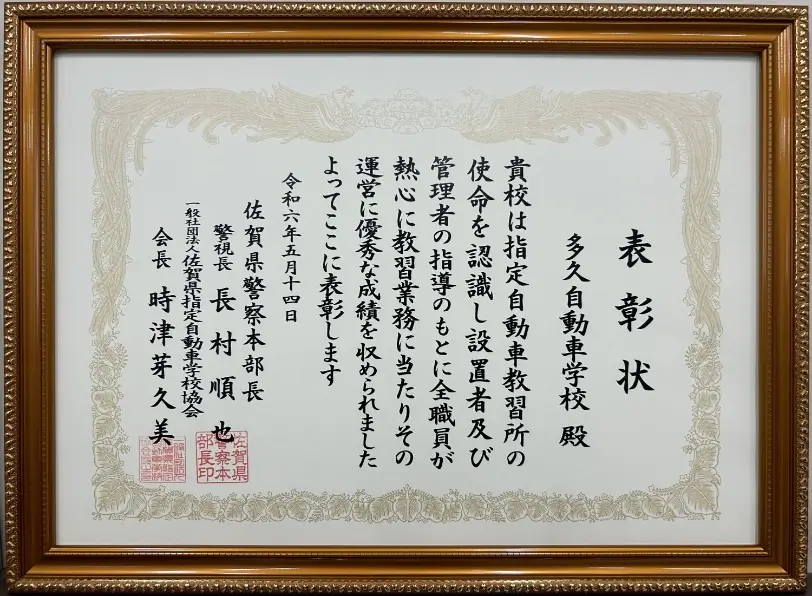 表彰状
多久自動車学校 殿
貴校は指定自動車教習所の
使命を認識し設置者及び
管理者の指導のもとに全職員が
熱心に教習業務に当たりその
運営に優秀な成績を収められました
よってここに表彰します
令和六年五月十四日
佐賀県警察本部長
警視長 長村順也
一般社団法人佐賀県指定自動車学校協会
会長 時津芽久美
佐賀県
警察本
部長印